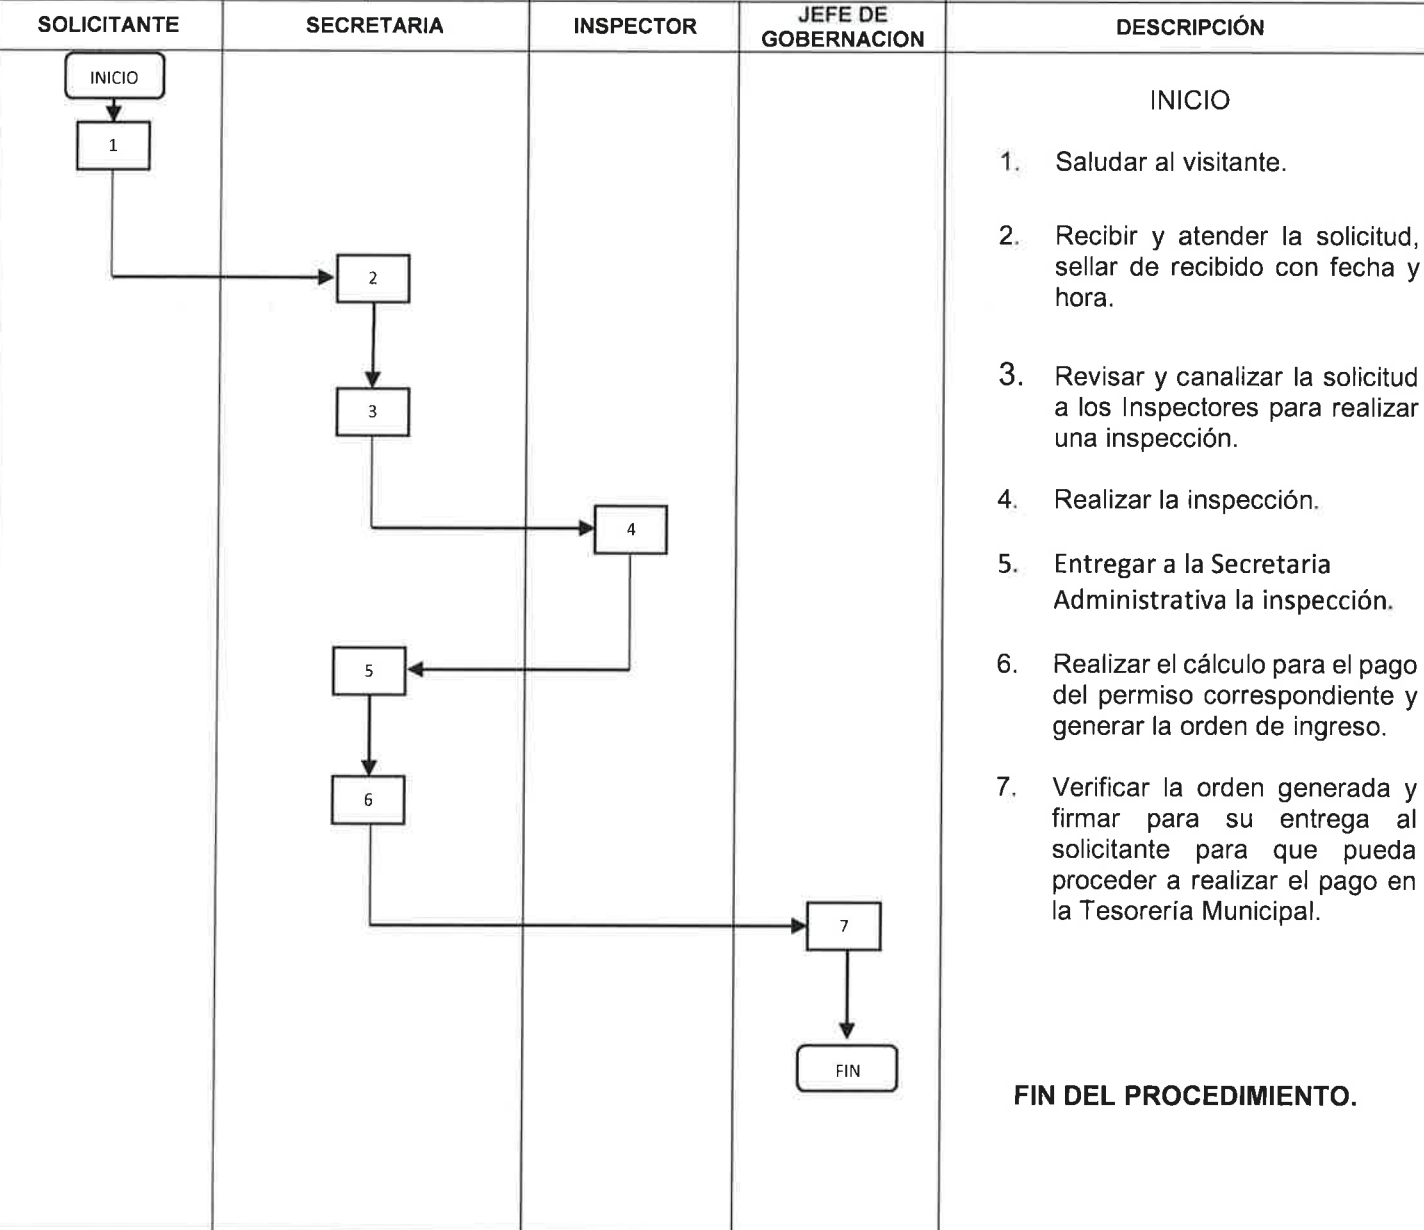 SOLICITANTE
SECRETARIA
INSPECTOR
JEFE DE
GOBERNACION
DESCRIPCIÓN
INICIO
1
2
3
4
5
6
7
FIN
INICIO
1. Saludar al visitante.
2. Recibir y atender la solicitud,
sellar de recibido con fecha y
hora.
3. Revisar y canalizar la solicitud
a los Inspectores para realizar
una inspección.
4. Realizar la inspección.
5. Entregar a la Secretaria
Administrativa la inspección.
6. Realizar el cálculo para el pago
del permiso correspondiente y
generar la orden de ingreso.
7. Verificar la orden generada y
firmar para su entrega al
solicitante para que pueda
proceder a realizar el pago en
la Tesorería Municipal.
FIN DEL PROCEDIMIENTO.